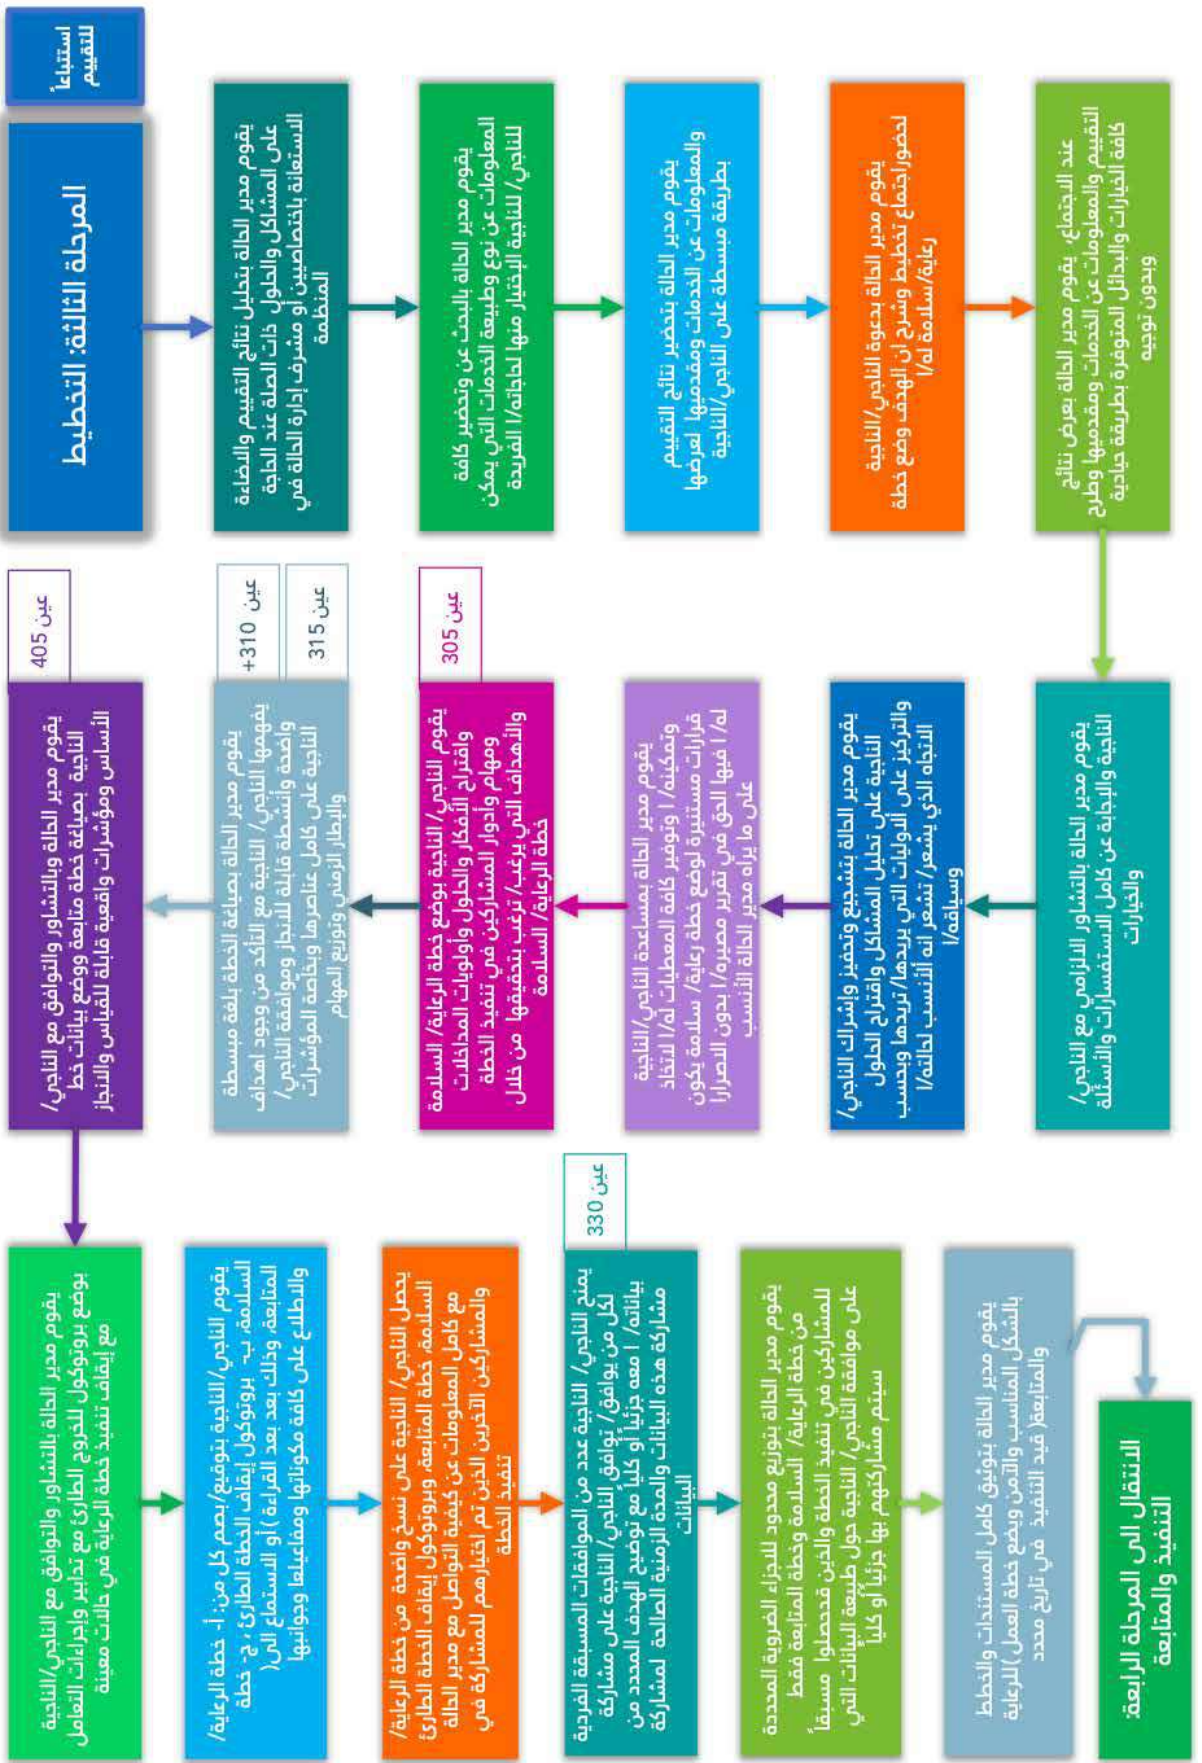 استتباعاً
للتقييم
المرحلة الثالثة: التخطيط
يقوم مدير الحالة بتحليل نتائج التقييم والاضاءة
على المشاكل والحلول ذات الصلة عند الحاجة
الاستعانة باختصاصيين أو مشرف إدارة الحالة في
المنظمة
يقوم مدير الحالة بالبحث عن وتحضير كافة
المعلومات عن نوع وطبيعة الخدمات التي يمكن
للناجي/ للناجية الإختيار منها لحاجاته/ا الفريدة
يقوم مدير الحالة بتحضير نتائج التقييم
والمعلومات عن الخدمات ومقدميها لعرضها
بطريقة مبسطة على الناجي/الناجية
يقوم مدير الحالة بدعوة الناجي/الناجية
لحضوراجتماع تخطيط وشرح ان الهدف وضع خطة
رعاية/سلامة له/ا
عند الاجتماع، يقوم مدير الحالة بعرض نتائج
التقييم والمعلومات عن الخدمات ومقدميها وطرح
كافة الخيارات والبدائل المتوفرة بطريقة حيادية
وبدون توجيه
يقوم مدير الحالة بالتشاور الالزامي مع الناجي/
الناجية والإجابة عن كامل الاستفسارات والأسئلة
والخيارات
يقوم مدير الحالة بتشجيع وتحفيز وإشراك الناجي/
الناجية على تحليل المشاكل واقتراح الحلول
والتركيز على ألاوليات التي يريدها/ تريدها وبحسب
الاتجاه الذي يشعر/ تشعر انه ألأنسب لحالته/ا
وسياقه/ا
يقوم مدير الحالة بمساعدة الناجي/الناجية
وتمكينه/ا وتوفير كافة المعطيات له/ا لاتخاذ
قرارات مستنيرة لوضع خطة رعاية/ سلامة يكون
له/ ا فيها الحق في تقرير مصيره/ا بدون الاصرارا
على ما يراه مدير الحالة الأنسب
عين 305
يقوم الناجي/ الناجية بوضع خطة الرعاية/ السلامة
واقتراح الأفكار والحلول وأولويات المداخلات
ومهام وأدوار المشاركين في تنفيذ الخطة
والأهداف التي يرغب/ ترغب بتحقيقها من خلال
خطة الرعاية/ السلامة
عين 310+
عين 315
يقوم مدير الحالة بصياغة الخطة بلغة مبسطة
يفهمها الناجي/ الناجية مع التأكد من وجود اهداف
واضحة وأنشطة قابلة للانجاز وموافقة الناجي/
الناجية على كامل عناصرها وبخاصة المؤشرات
والإطار الزمني وتوزيع المهام
عين 405
يقوم مدير الحالة وبالتشاور والتوافق مع الناجي/
الناجية بصياغة خطة متابعة ووضع بيانات خط
الأساس ومؤشرات واقعية قابلة للقياس والانجاز
يقوم مدير الحالة بالتشاور والتوافق مع الناجي/الناجية
بوضع بروتوكول للخروج الطارئ مع تدابير وإجراءات التعامل
مع إيقاف تنفيذ خطة الرعاية في حالات معينة
يقوم الناجي/ الناجية بتوقيع/بصم كل من: أ- خطة الرعاية/
السلامة، ب- بروتوكول إيقاف الخطة الطارئ ، ج- خطة
المتابعة، وذلك بعد القراءة )أو الاستماع الى(
والاطلاع على كافة مكوناتها ومفاعيلها وجوانبها
يحصل الناجي/ الناجية على نسخ واضحة من خطة الرعاية/
السلامة، خطة المتابعة، وبروتوكول إيقاف الخطة الطارئ
مع كامل المعلومات عن كيفية التواصل مع مدير الحالة
والمشاركين الآخرين الذين تم اختيارهم للمشاركة في
تنفيذ الخطة
عين 330
يمنح الناجي/ الناجية عدد من الموافقات المسبقة الفردية
لكل من يوافق/ توافق الناجي/ الناجية على مشاركة
بياناته/ ا معه جزئياً أو كلياً مع توضيح الهدف المحدد من
مشاركة هذه البيانات والمدة الزمنية الصالحة لمشاركة
البيانات
يقوم مدير الحالة بتوزيع محدود للاجزاء الضروية المحددة
من خطة الرعاية/ السلامة وخطة المتابعة فقط
للمشاركين في تنفيذ الخطة والذين قدحصلوا مسبقاً
على موافقة الناجي/ الناجية حول طبيعة البيانات التي
سيتم مشاركتهم بها جزئياً أو كلياً
يقوم مدير الحالة بتوثيق كامل المستندات والخطط
بالشكل المناسب والآمن وبضع خطة العمل )للرعاية
والمتابعة( قيد التنفيذ في تاريخ محدد
الانتقال الى المرحلة الرابعة:
التنفيذ والمتابعة